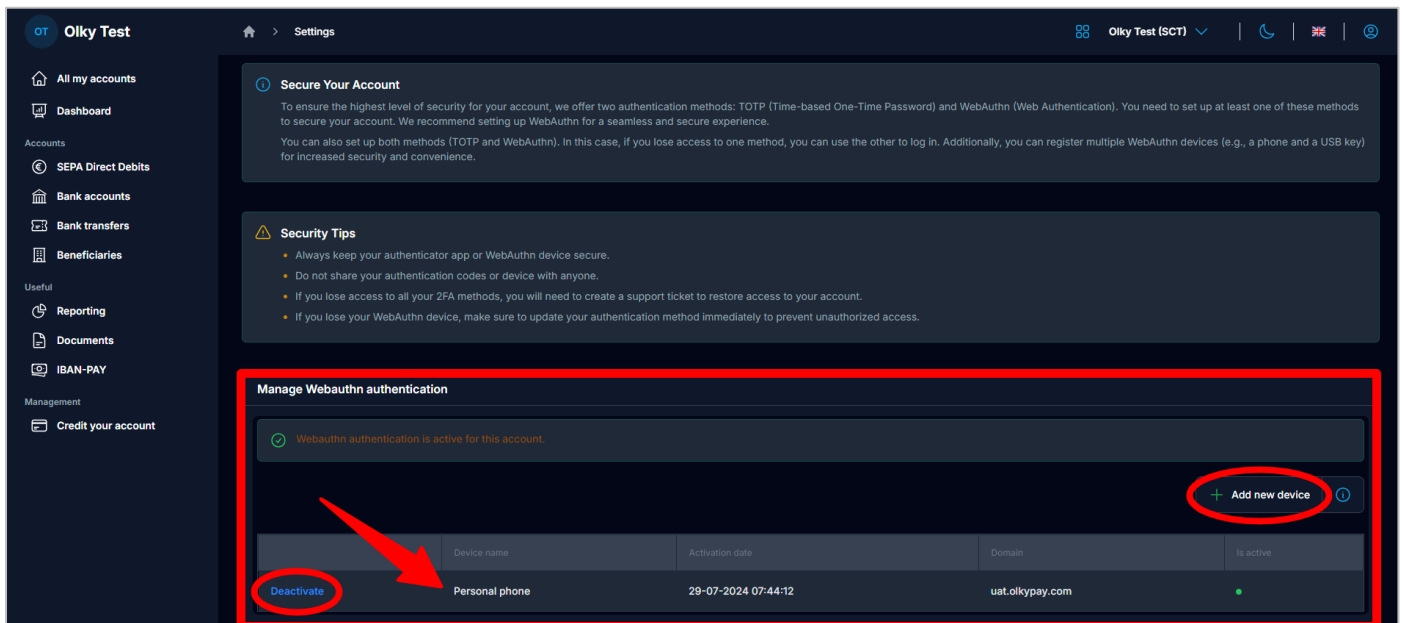 OT Olky Test
Settings
Olky Test (SCT)
All my accounts
Dashboard
Accounts
SEPA Direct Debits
Bank accounts
Bank transfers
Beneficiaries
Useful
Reporting
Documents
IBAN-PAY
Management
Credit your account
Secure Your Account
To ensure the highest level of security for your account, we offer two authentication methods: TOTP (Time-based One-Time Password) and WebAuthn (Web Authentication). You need to set up at least one of these methods
to secure your account. We recommend setting up WebAuthn for a seamless and secure experience.
You can also set up both methods (TOTP and WebAuthn). In this case, if you lose access to one method, you can use the other to log in. Additionally, you can register multiple WebAuthn devices (e.g., a phone and a USB key)
for increased security and convenience.
Security Tips
• Always keep your authenticator app or WebAuthn device secure.
• Do not share your authentication codes or device with anyone.
• If you lose access to all your 2FA methods, you will need to create a support ticket to restore access to your account.
• If you lose your WebAuthn device, make sure to update your authentication method immediately to prevent unauthorized access.
Manage Webauthn authentication
Webauthn authentication is active for this account.
+ Add new device
Device name Activation date Domain Is active
Deactivate Personal phone 29-07-2024 07:44:12 uat.olkypay.com